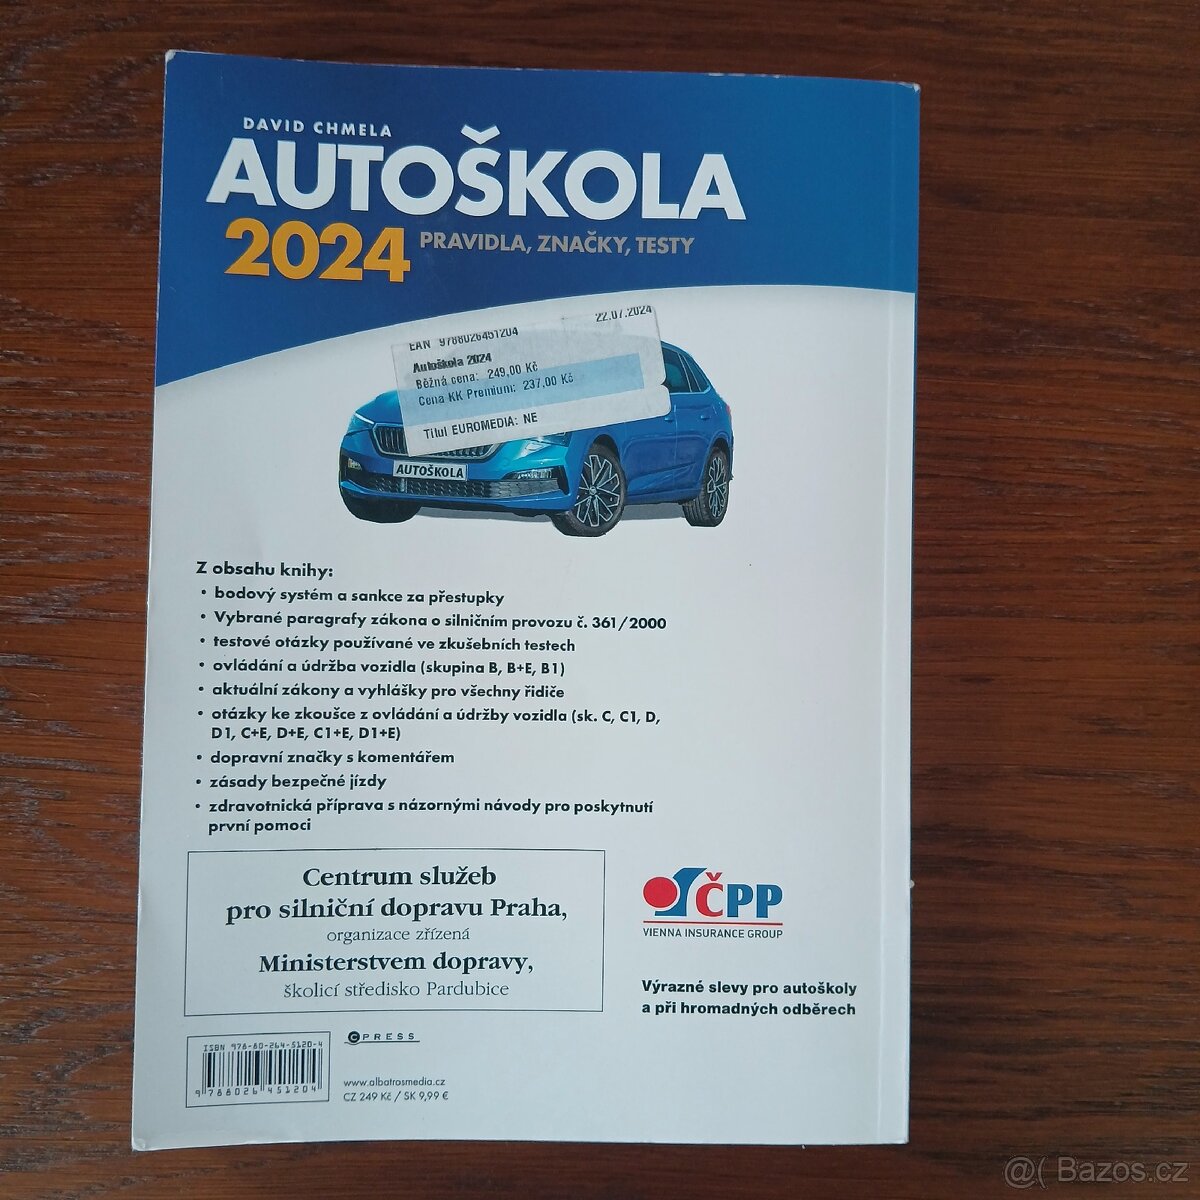 DAVID CHMELA
AUTOŠKOLA
2024 PRAVIDLA, ZNAČKY, TESTY
22.07.2024
EAN 9788026451204
Autoškola 2024
Běžná cena: 249,00 Kč
Cena KK Premium: 237,00 Kč
Titul EUROMEDIA: NE
AUTOŠKOLA
Z obsahu knihy:
• bodový systém a sankce za přestupky
• Vybrané paragrafy zákona o silničním provozu č. 361/2000
• testové otázky používané ve zkušebních testech
• ovládání a údržba vozidla (skupina B, B+E, B1)
• aktuální zákony a vyhlášky pro všechny řidiče
• otázky ke zkoušce z ovládání a údržby vozidla (sk. C, C1, D,
D1, C+E, D+E, C1+E, D1+E)
• dopravní značky s komentářem
• zásady bezpečné jízdy
• zdravotnická příprava s názornými návody pro poskytnutí
první pomoci
Centrum služeb
pro silniční dopravu Praha,
organizace zřízená
Ministerstvem dopravy,
školicí středisko Pardubice
ČPP
VIENNA INSURANCE GROUP
Výrazné slevy pro autoškoly
a při hromadných odběrech
ISBN 978-80-264-5120-4
9 788026 451204
CPRESS
www.albatrosmedia.cz
CZ 249 Kč / SK 9,99 €
@( Bazos.cz